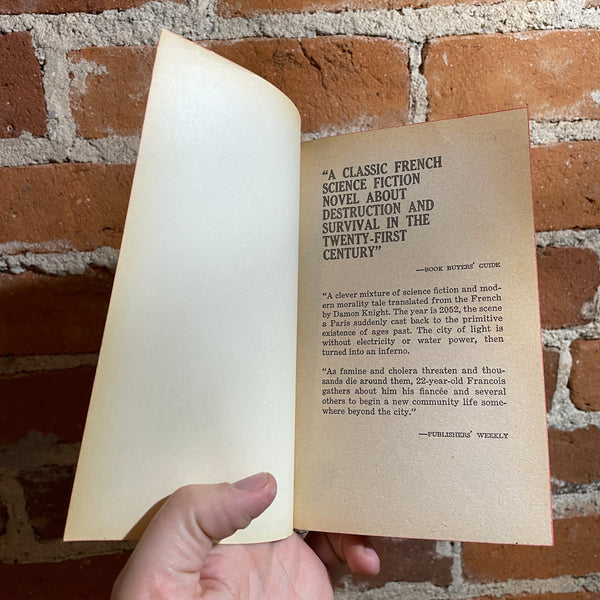 "A CLASSIC FRENCH
SCIENCE FICTION
NOVEL ABOUT
DESTRUCTION AND
SURVIVAL IN THE
TWENTY-FIRST
CENTURY"
—BOOK BUYERS' GUIDE
"A clever mixture of science fiction and mod-
ern morality tale translated from the French
by Damon Knight. The year is 2052, the scene
a Paris suddenly cast back to the primitive
existence of ages past. The city of light is
without electricity or water power, then
turned into an inferno.
"As famine and cholera threaten and thou-
sands die around them, 22-year-old Francois
gathers about him his fiancée and several
others to begin a new community life some-
where beyond the city."
—PUBLISHERS' WEEKLY